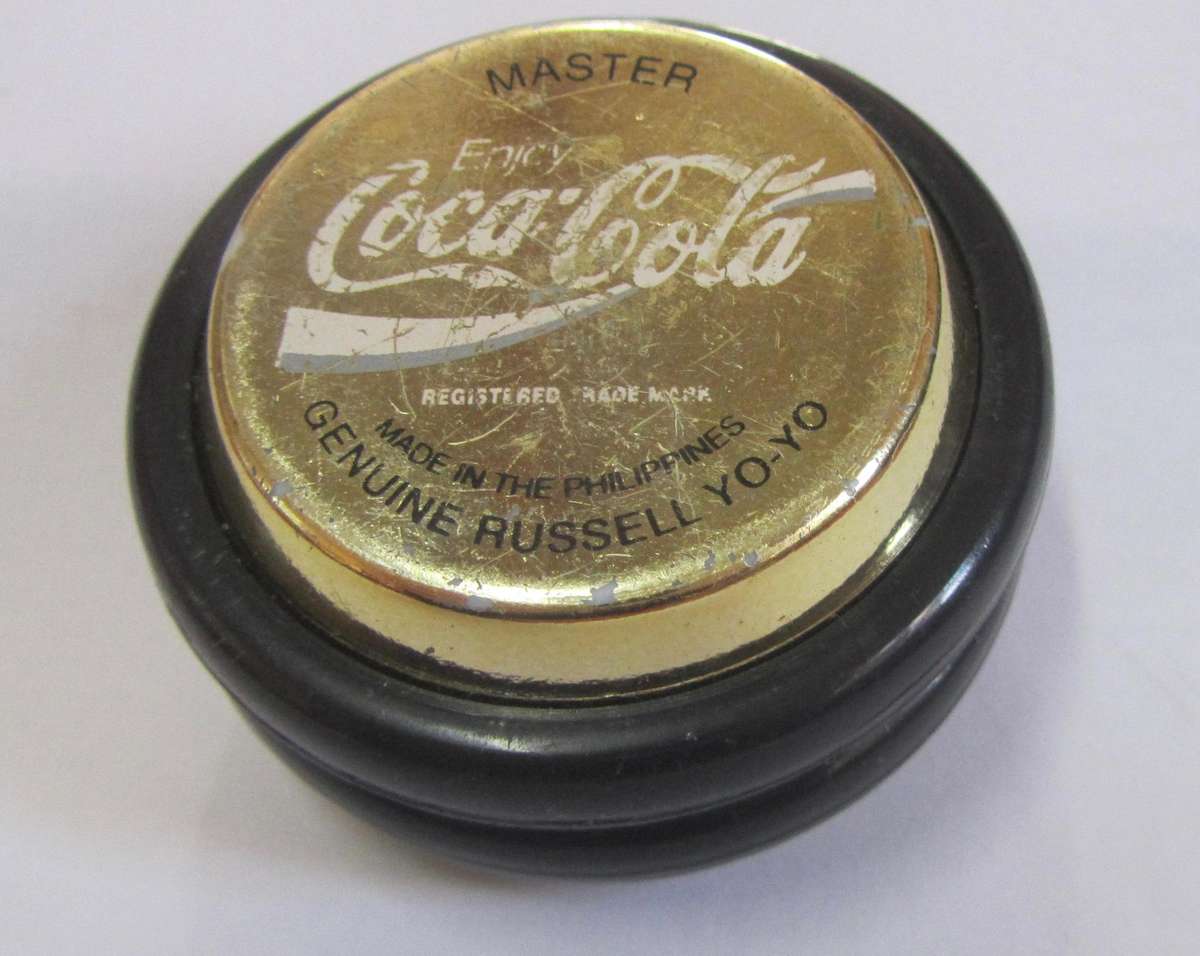 MASTER
Enjoy
Coca-Cola
REGISTERED TRADE MARK
MADE IN THE PHILIPPINES
GENUINE RUSSELL YO-YO